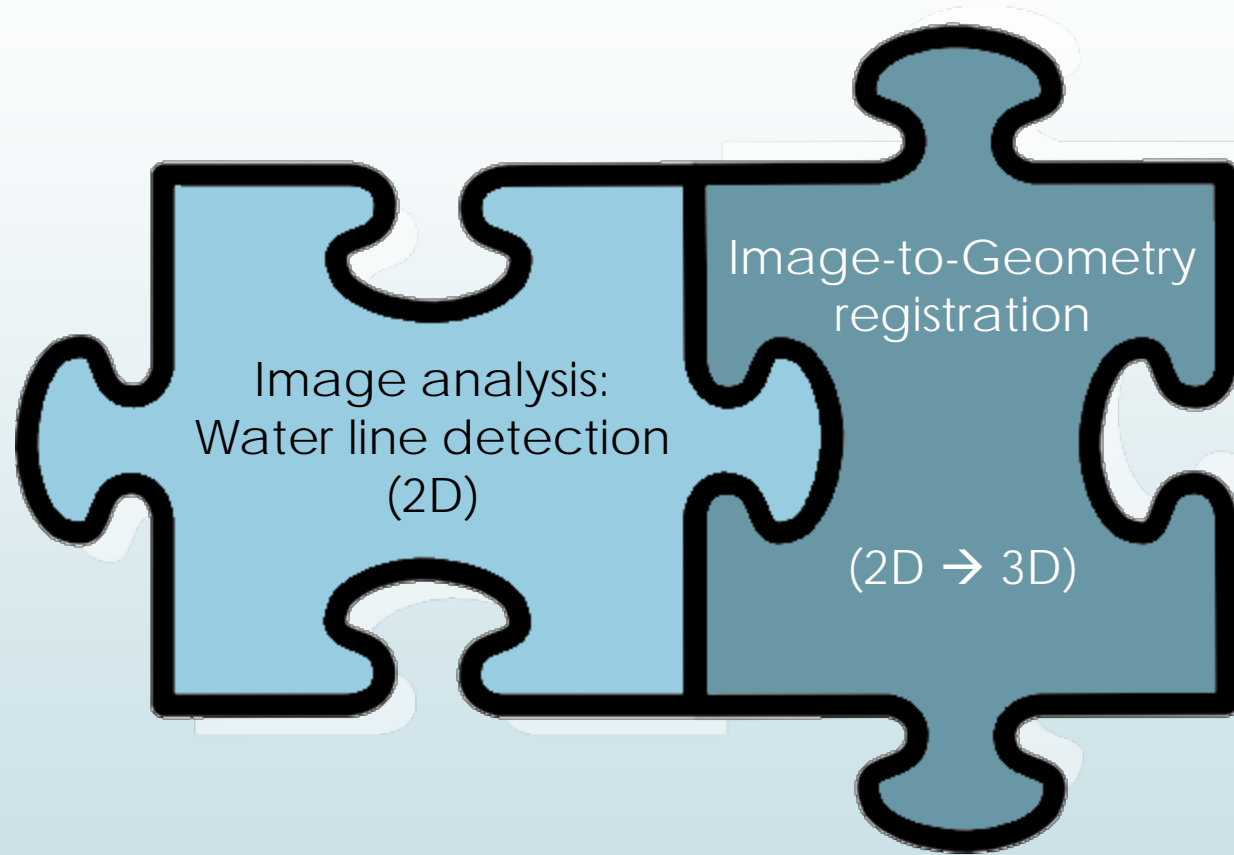 Image analysis:
Water line detection
(2D)
Image-to-Geometry
registration
(2D → 3D)